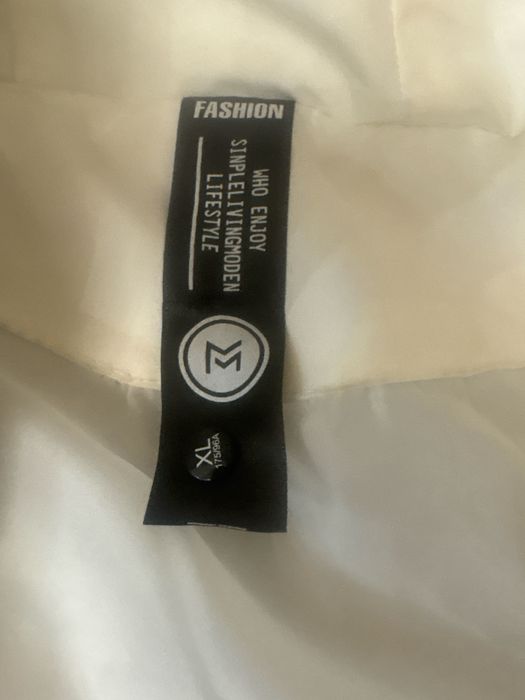 FASHION
WHO ENJOY
SINPLELIVINGMODEN
LIFESTYLE
M
XL
175/96A